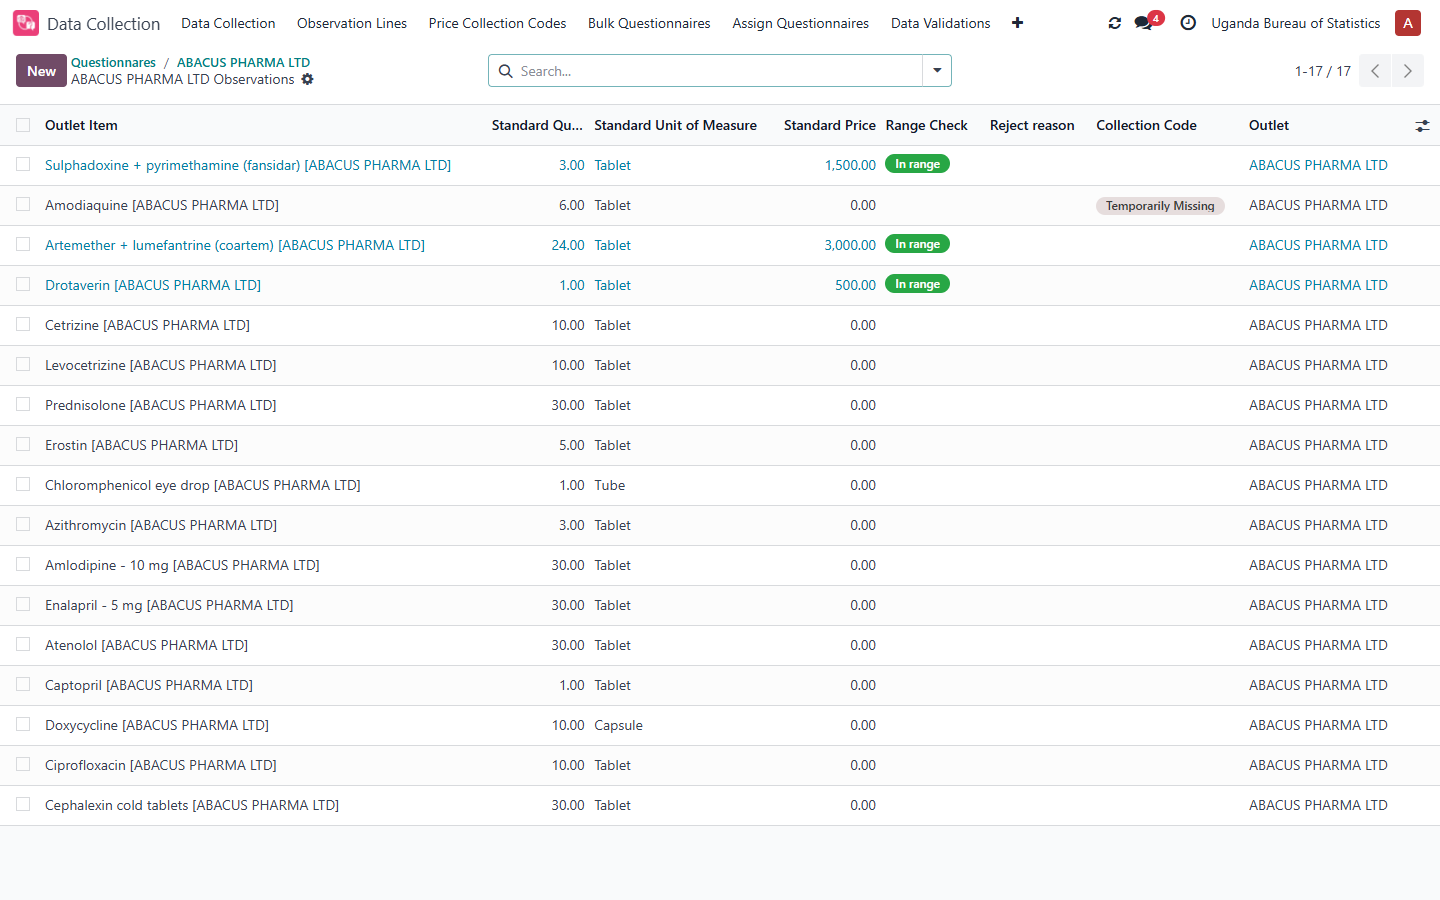 Data Collection Data Collection Observation Lines Price Collection Codes Bulk Questionnaires Assign Questionnaires Data Validations 4 Uganda Bureau of Statistics A
New Questionnares / ABACUS PHARMA LTD
ABACUS PHARMA LTD Observations
Search...
1-17 / 17
Outlet Item Standard Qu... Standard Unit of Measure Standard Price Range Check Reject reason Collection Code Outlet
Sulphadoxine + pyrimethamine (fansidar) [ABACUS PHARMA LTD] 3.00 Tablet 1,500.00 In range ABACUS PHARMA LTD
Amodiaquine [ABACUS PHARMA LTD] 6.00 Tablet 0.00 Temporarily Missing ABACUS PHARMA LTD
Artemether + lumefantrine (coartem) [ABACUS PHARMA LTD] 24.00 Tablet 3,000.00 In range ABACUS PHARMA LTD
Drotaverin [ABACUS PHARMA LTD] 1.00 Tablet 500.00 In range ABACUS PHARMA LTD
Cetrizine [ABACUS PHARMA LTD] 10.00 Tablet 0.00 ABACUS PHARMA LTD
Levocetrizine [ABACUS PHARMA LTD] 10.00 Tablet 0.00 ABACUS PHARMA LTD
Prednisolone [ABACUS PHARMA LTD] 30.00 Tablet 0.00 ABACUS PHARMA LTD
Erostin [ABACUS PHARMA LTD] 5.00 Tablet 0.00 ABACUS PHARMA LTD
Chloromphenicol eye drop [ABACUS PHARMA LTD] 1.00 Tube 0.00 ABACUS PHARMA LTD
Azithromycin [ABACUS PHARMA LTD] 3.00 Tablet 0.00 ABACUS PHARMA LTD
Amlodipine - 10 mg [ABACUS PHARMA LTD] 30.00 Tablet 0.00 ABACUS PHARMA LTD
Enalapril - 5 mg [ABACUS PHARMA LTD] 30.00 Tablet 0.00 ABACUS PHARMA LTD
Atenolol [ABACUS PHARMA LTD] 30.00 Tablet 0.00 ABACUS PHARMA LTD
Captopril [ABACUS PHARMA LTD] 1.00 Tablet 0.00 ABACUS PHARMA LTD
Doxycycline [ABACUS PHARMA LTD] 10.00 Capsule 0.00 ABACUS PHARMA LTD
Ciprofloxacin [ABACUS PHARMA LTD] 10.00 Tablet 0.00 ABACUS PHARMA LTD
Cephalexin cold tablets [ABACUS PHARMA LTD] 30.00 Tablet 0.00 ABACUS PHARMA LTD